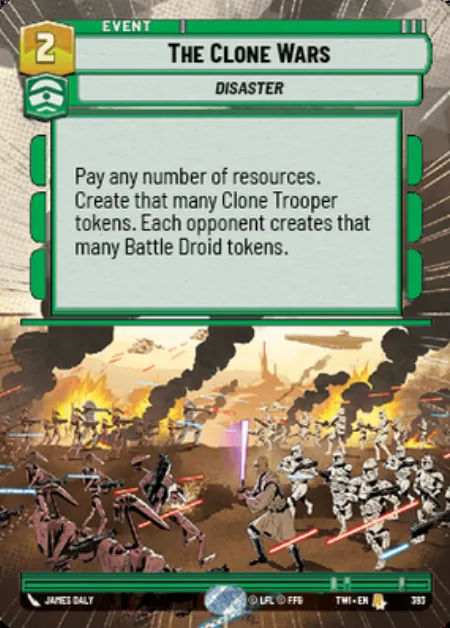 EVENT
2
THE CLONE WARS
DISASTER
Pay any number of resources.
Create that many Clone Trooper
tokens. Each opponent creates that
many Battle Droid tokens.
JAMES DALY
© LFL © FFG
TWI • EN
393